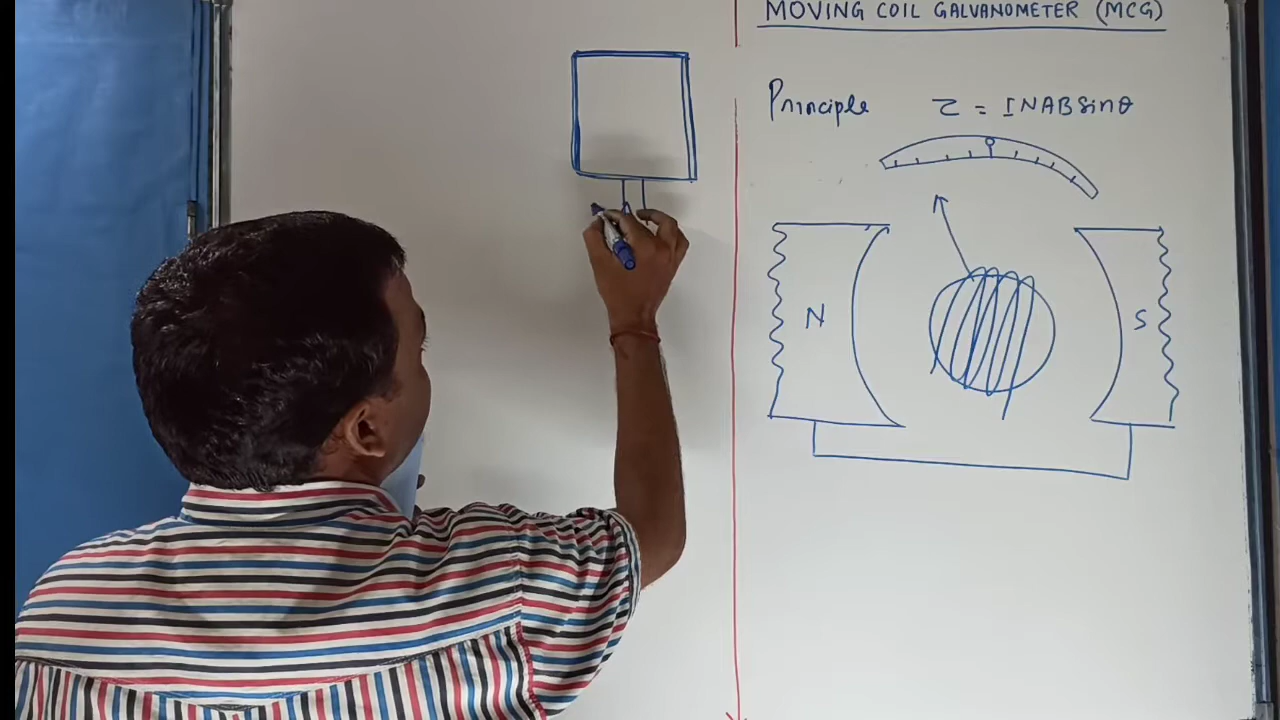 MOVING COIL GALVANOMETER (MCG)
Principle τ = INABsinθ
N S